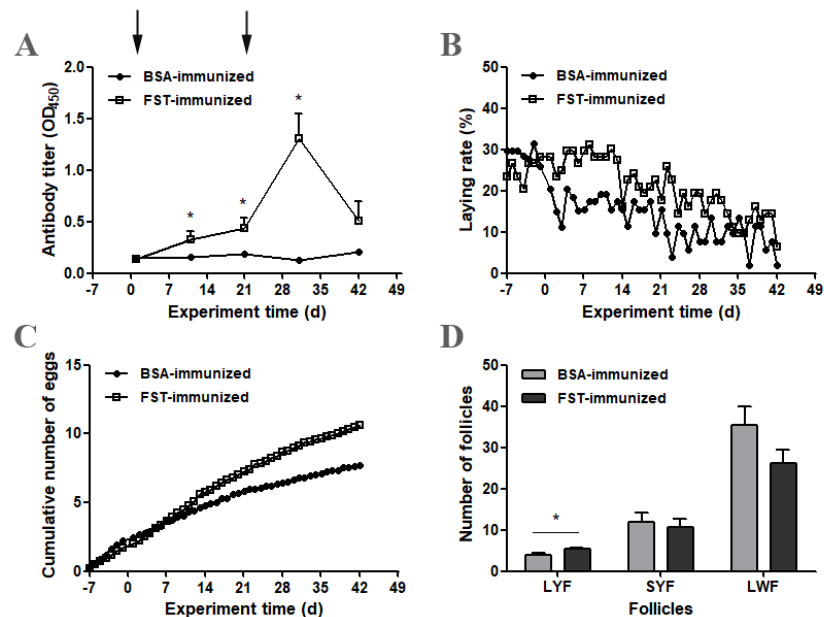 A
Antibody titer (OD450)
2.0
1.5
1.0
0.5
0.0
BSA-immunized
FST-immunized
*
*
*
-7 0 7 14 21 28 35 42 49
Experiment time (d)
B
Laying rate (%)
50
40
30
20
10
0
BSA-immunized
FST-immunized
-7 0 7 14 21 28 35 42 49
Experiment time (d)
C
Cumulative number of eggs
15
10
5
0
BSA-immunized
FST-immunized
-7 0 7 14 21 28 35 42 49
Experiment time (d)
D
Number of follicles
50
40
30
20
10
0
BSA-immunized
FST-immunized
*
LYF SYF LWF
Follicles